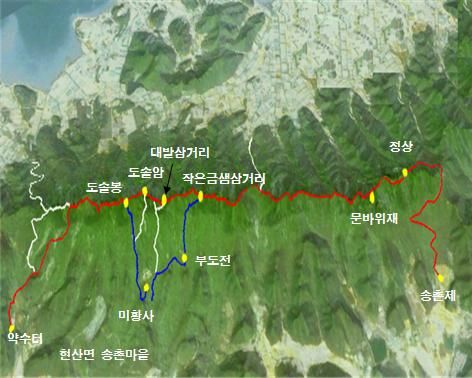 정상
대발삼거리
도솔암
작은금샘삼거리
도솔봉
문바위재
부도전
송촌제
미황사
약수터
현산면 송촌마을